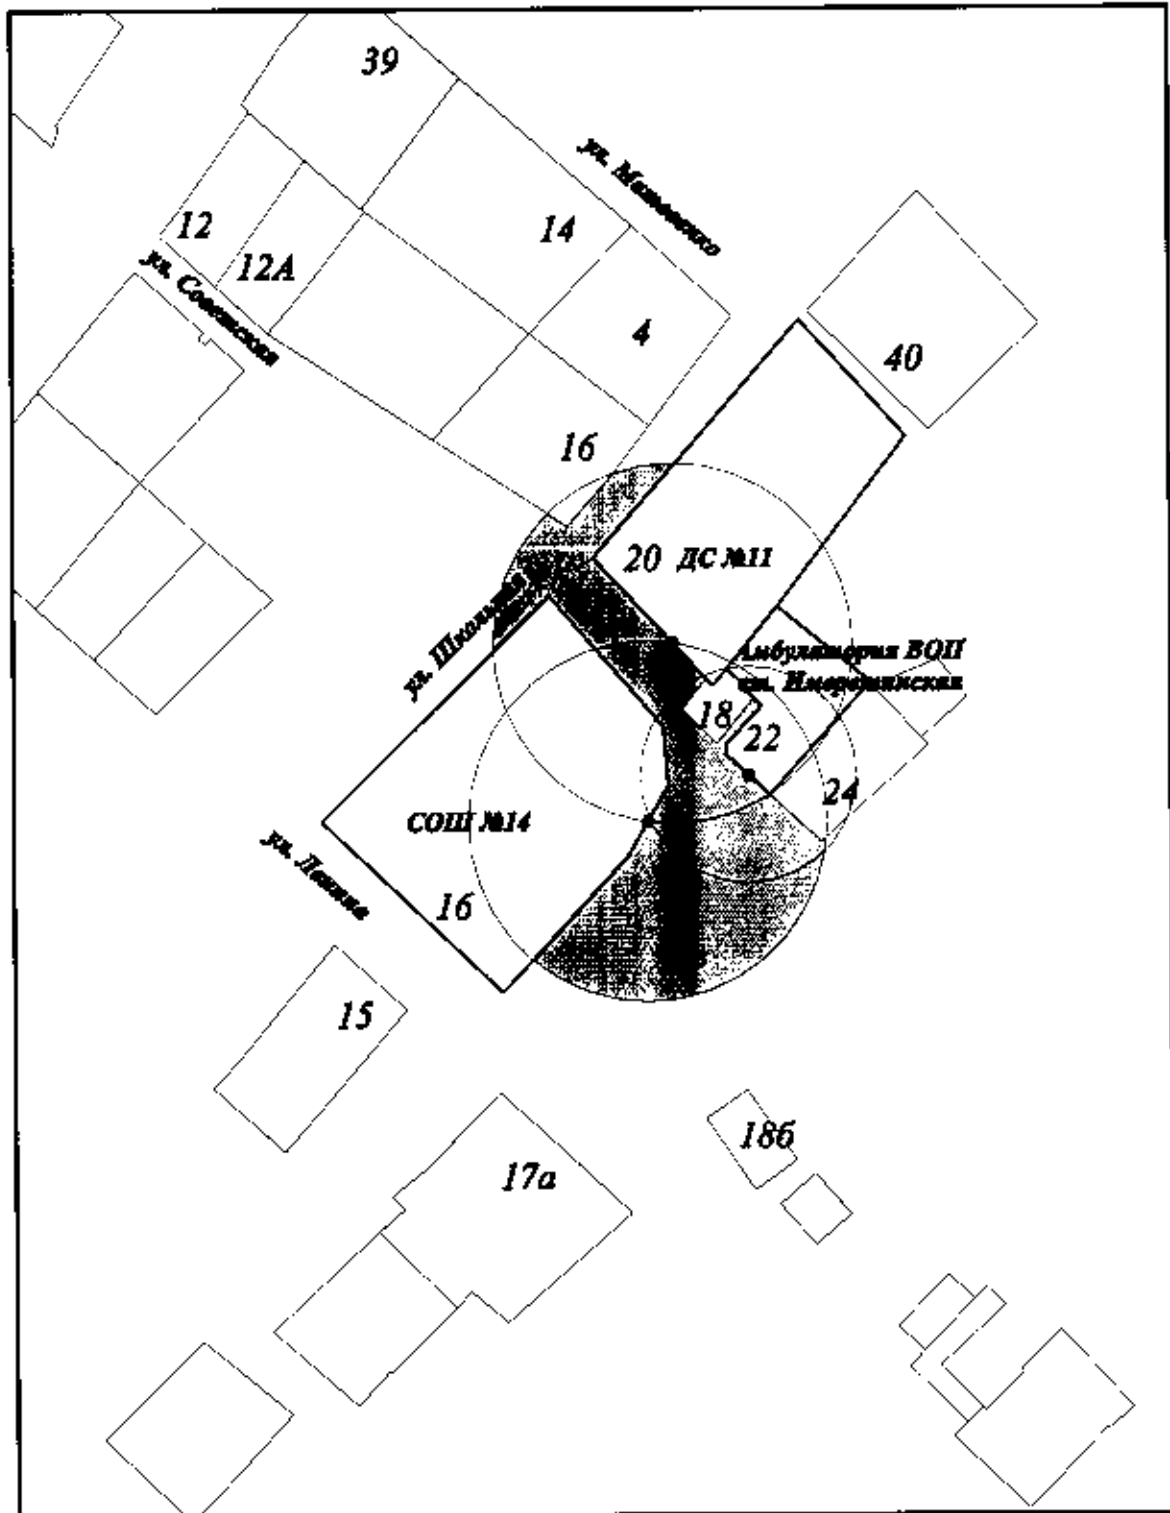 39
ул. Матвеенко
12
14
12А
ул. Советская
4
40
16
20 ДС №11
ул. Школьная
Амбулатория ВОП
ст. Имеретинская
18
22
24
СОШ №14
ул. Ленина
16
15
18б
17а